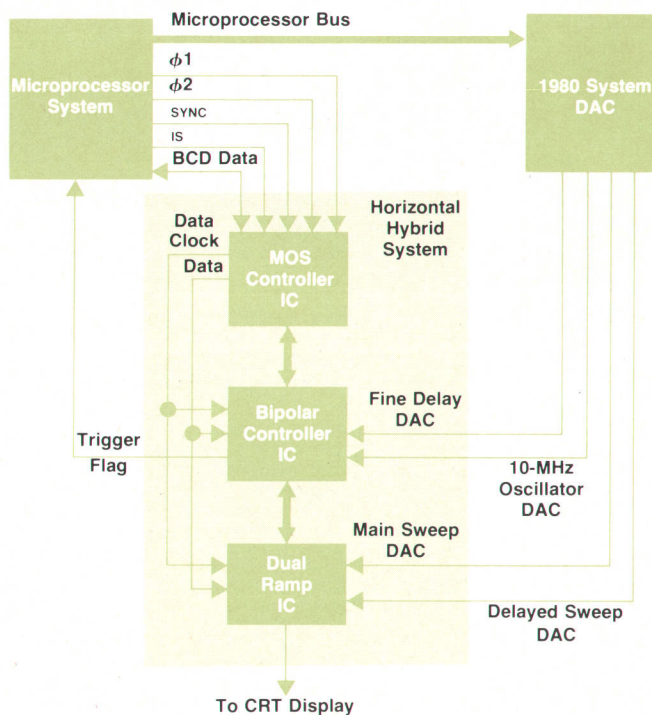 Microprocessor Bus
Microprocessor
System
1980 System
DAC
ϕ1
ϕ2
SYNC
IS
BCD Data
Horizontal
Hybrid
System
Data
Clock
Data
MOS
Controller
IC
Bipolar
Controller
IC
Fine Delay
DAC
Trigger
Flag
10-MHz
Oscillator
DAC
Main Sweep
DAC
Dual
Ramp
IC
Delayed Sweep
DAC
To CRT Display